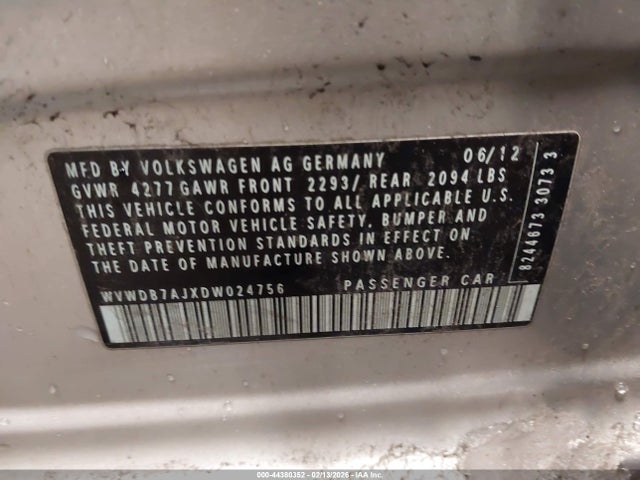 MFD BY VOLKSWAGEN AG GERMANY 06/12
GVWR 4277 GAWR FRONT 2293/ REAR 2094 LBS
THIS VEHICLE CONFORMS TO ALL APPLICABLE U.S.
FEDERAL MOTOR VEHICLE SAFETY, BUMPER AND
THEFT PREVENTION STANDARDS IN EFFECT ON
THE DATE OF MANUFACTURE SHOWN ABOVE.
WVWDB7AJXDW024756 PASSENGER CAR
8244673 3073 3
000-44380352 - 02/13/2026 - IAA, Inc.